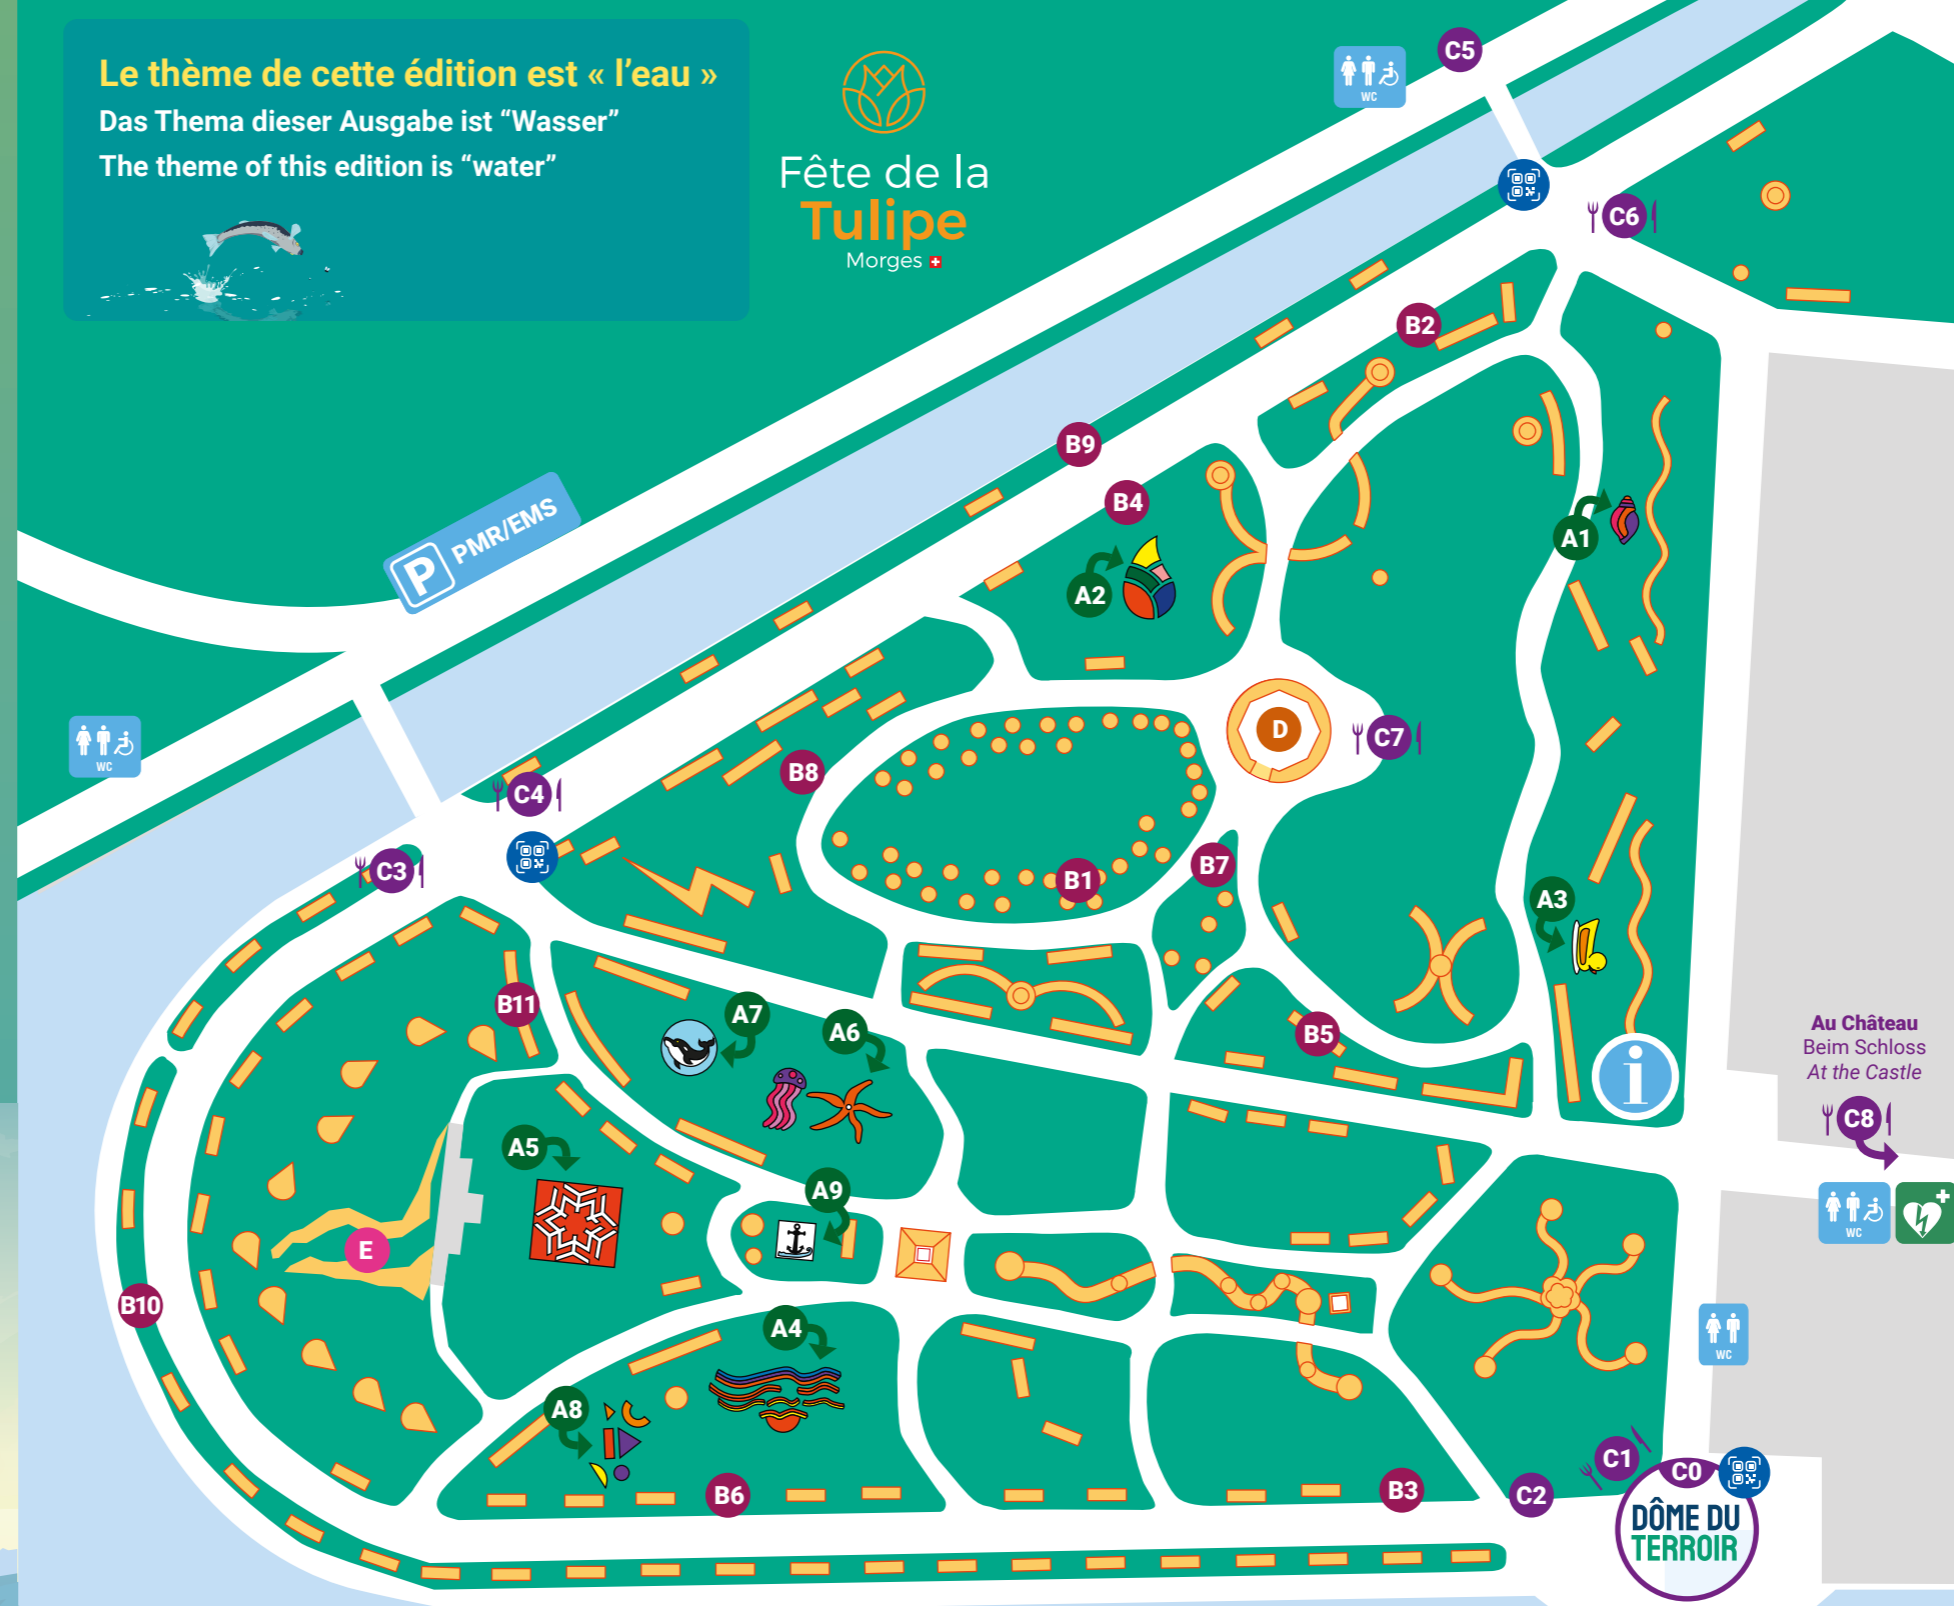 Le thème de cette édition est « l’eau »
Das Thema dieser Ausgabe ist “Wasser”
The theme of this edition is “water”
Fête de la
Tulipe
Morges
C5
WC
C6
B2
B9
P PMR/EMS
B4
A1
A2
WC
D
C7
B8
C4
C3
B1
B7
A3
B11
A7
A6
B5
i
Au Château
Beim Schloss
At the Castle
C8
WC
A5
A9
E
B10
A4
WC
A8
B6
B3
C2
C1
C0
DÔME DU
TERROIR